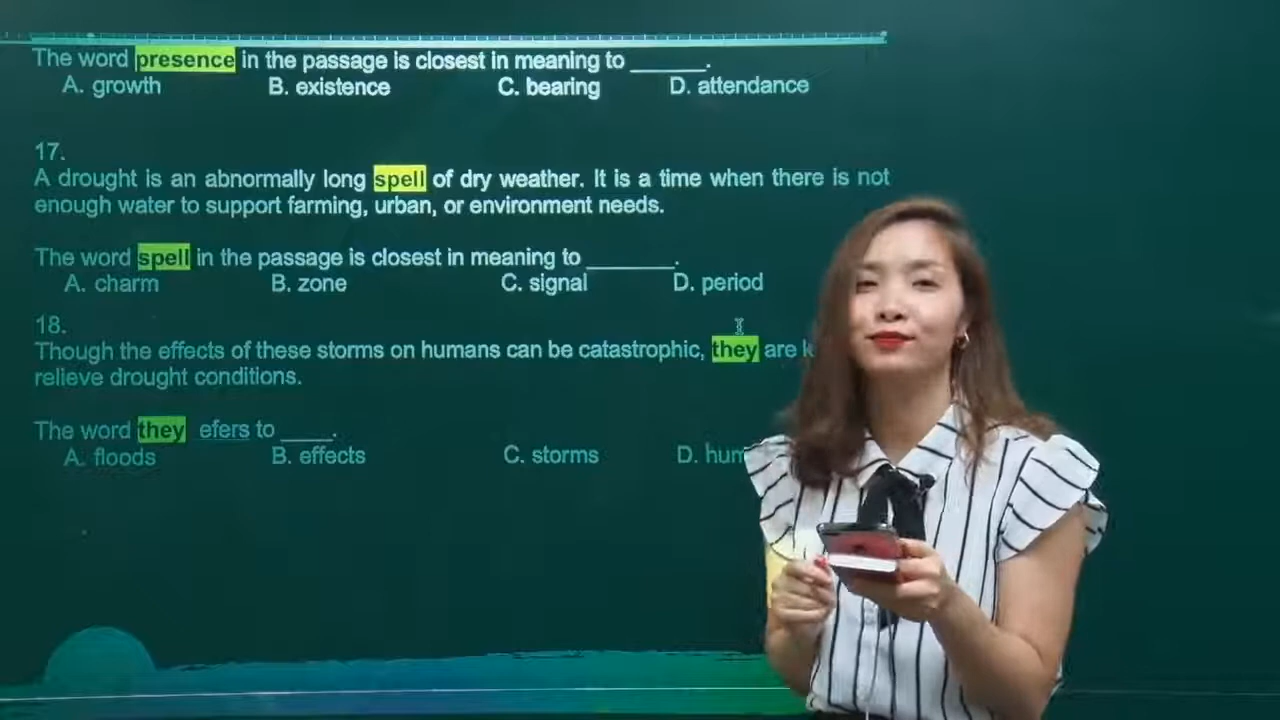 The word presence in the passage is closest in meaning to ______.
A. growth B. existence C. bearing D. attendance
17.
A drought is an abnormally long spell of dry weather. It is a time when there is not
enough water to support farming, urban, or environment needs.
The word spell in the passage is closest in meaning to _______.
A. charm B. zone C. signal D. period
18.
Though the effects of these storms on humans can be catastrophic, they are
relieve drought conditions.
The word they efers to ____.
A. floods B. effects C. storms D.